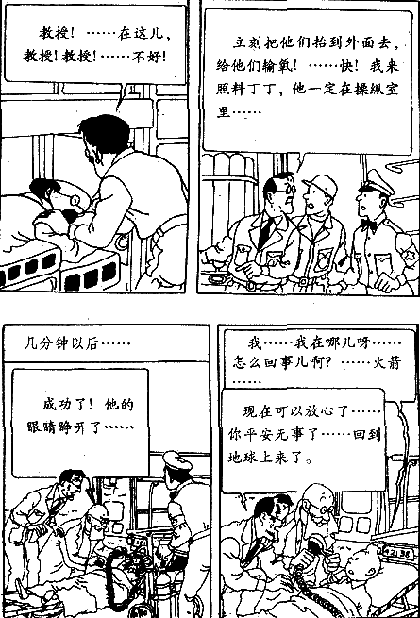 教授！……在这儿，
教授！教授！……不好！
立刻把他们抬到外面去，
给他们输氧！……快！我来
照料丁丁，他一定在操纵室
里……
几分钟以后……
成功了！他的
眼睛睁开了……
我……我在哪儿呀……
怎么回事儿啊？……火箭
……
现在可以放心了……
你平安无事了……回到
地球上来了。